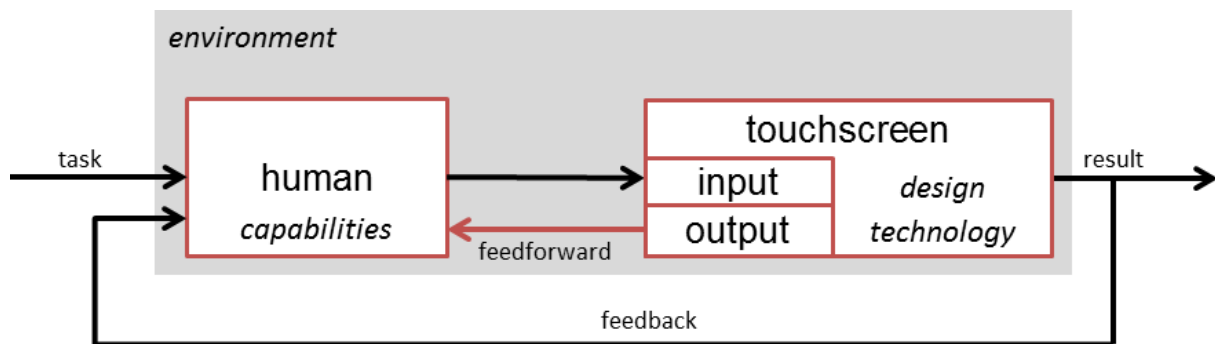 environment
task
human
capabilities
feedforward
touchscreen
input
output
design
technology
result
feedback